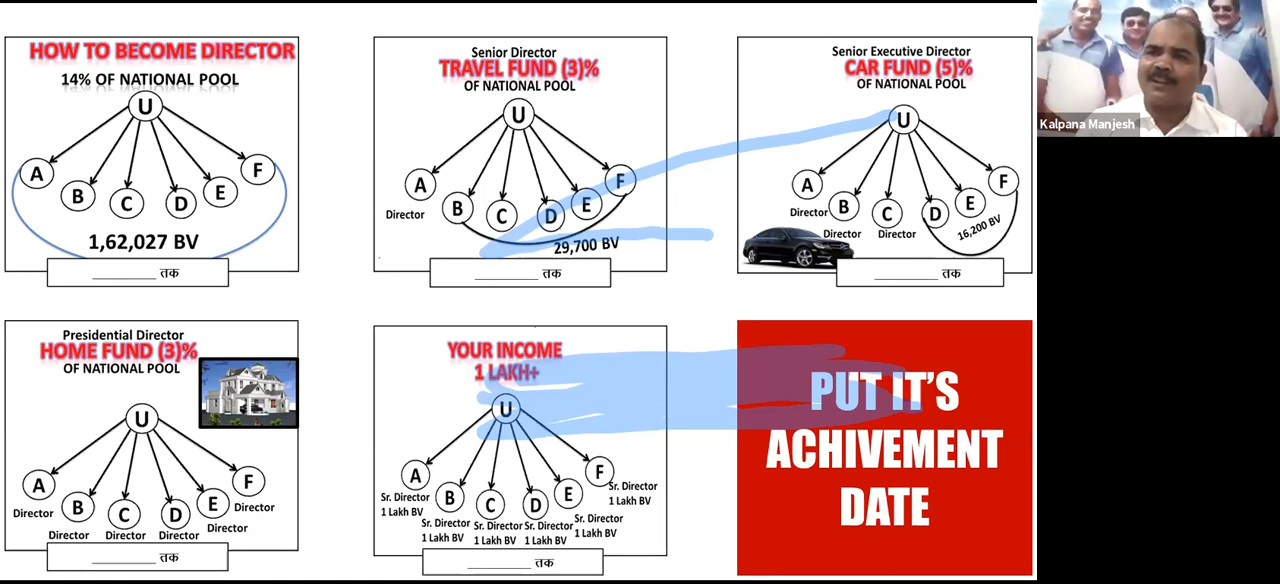 HOW TO BECOME DIRECTOR
14% OF NATIONAL POOL
U
A
B
C
D
E
F
1,62,027 BV
________ तक
Senior Director
TRAVEL FUND (3)%
OF NATIONAL POOL
U
A
B
C
D
E
F
Director
29,700 BV
________ तक
Senior Executive Director
CAR FUND (5)%
OF NATIONAL POOL
U
A
B
C
D
E
F
Director
Director
Director
16,200 BV
________ तक
Kalpana Manjesh
Presidential Director
HOME FUND (3)%
OF NATIONAL POOL
U
A
B
C
D
E
F
Director
Director
Director
Director
Director
Director
________ तक
YOUR INCOME
1 LAKH+
U
A
B
C
D
E
F
Sr. Director
1 Lakh BV
Sr. Director
1 Lakh BV
Sr. Director
1 Lakh BV
Sr. Director
1 Lakh BV
Sr. Director
1 Lakh BV
Sr. Director
1 Lakh BV
________ तक
PUT IT'S
ACHIVEMENT
DATE